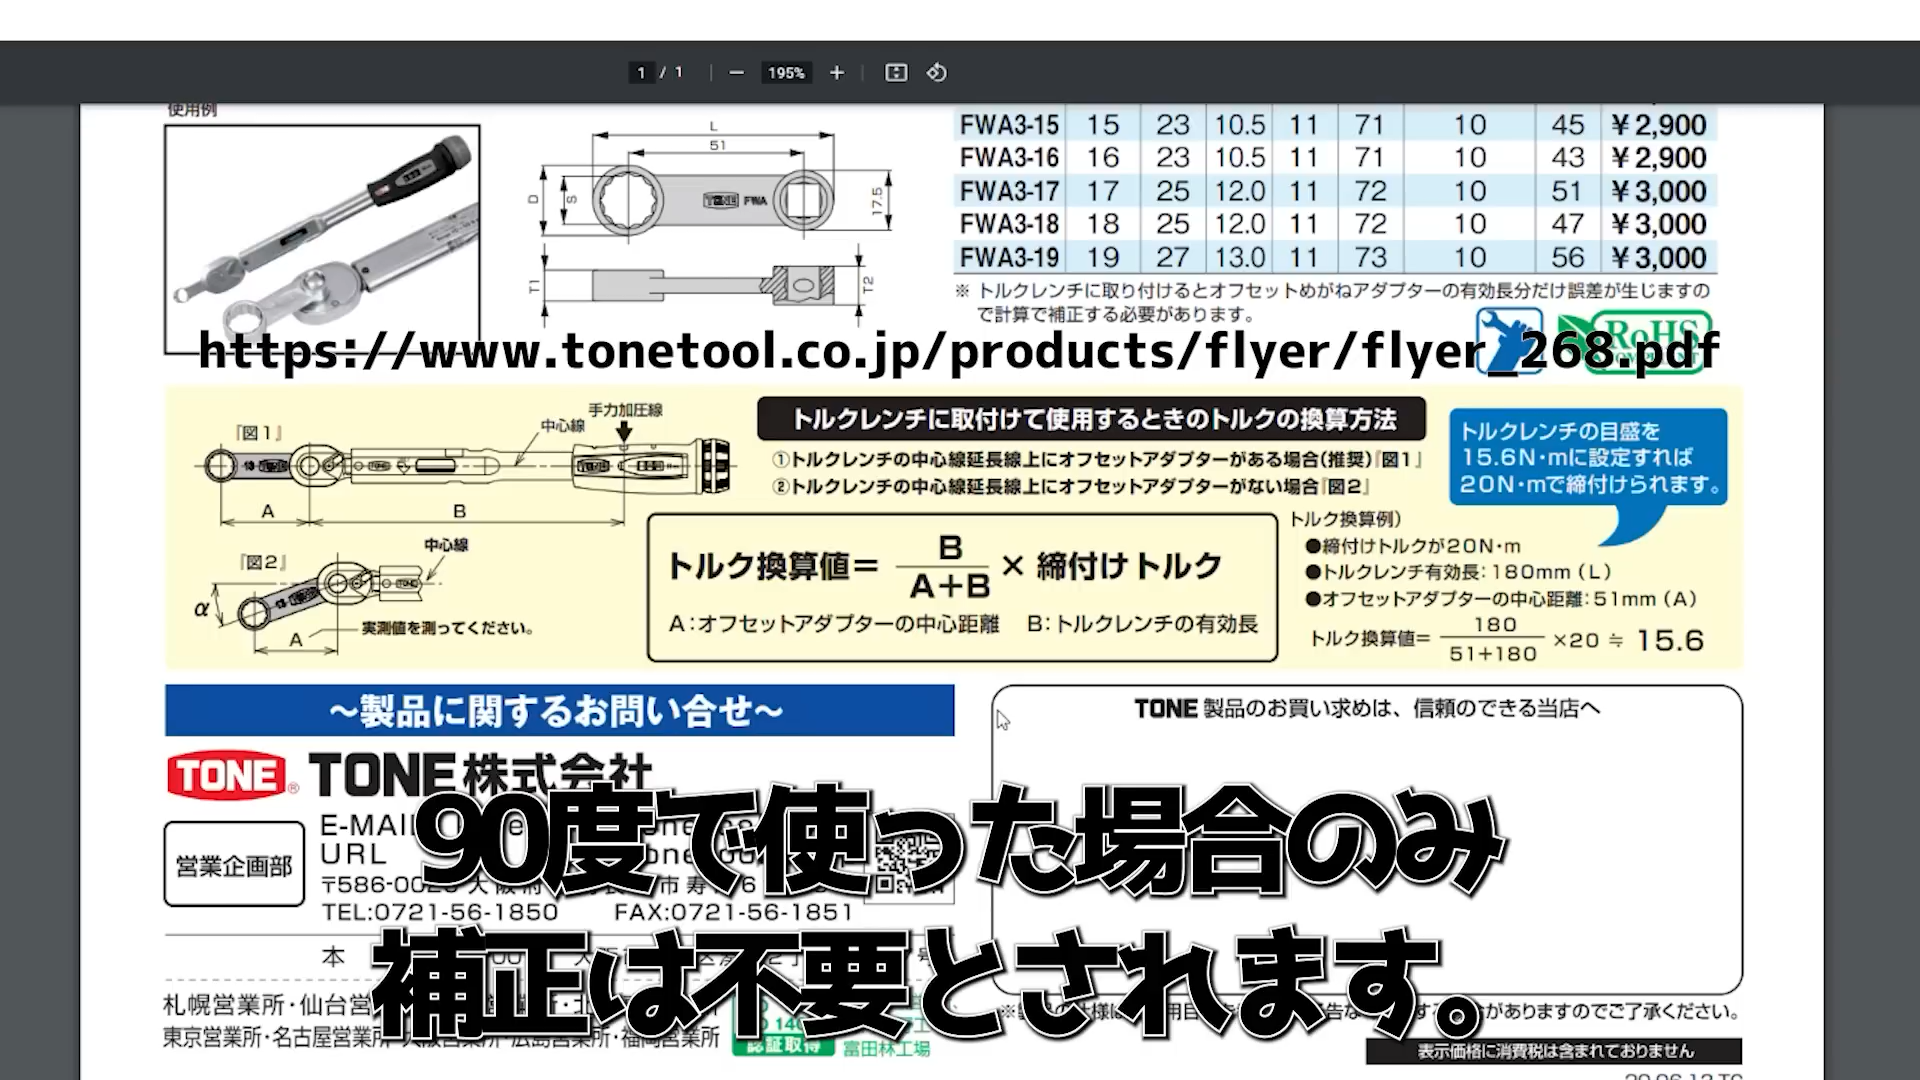 1 / 1
195%
使用例
L
51
D
S
TONE FWA
17.5
T1
T2
FWA3-15 15 23 10.5 11 71 10 45 ¥2,900
FWA3-16 16 23 10.5 11 71 10 43 ¥2,900
FWA3-17 17 25 12.0 11 72 10 51 ¥3,000
FWA3-18 18 25 12.0 11 72 10 47 ¥3,000
FWA3-19 19 27 13.0 11 73 10 56 ¥3,000
※ トルクレンチに取り付けるとオフセットめがねアダプターの有効長分だけ誤差が生じますの
で計算で補正する必要があります。
RoHS
https://www.tonetool.co.jp/products/flyer/flyer_268.pdf
『図1』
中心線
手力加圧線
A
B
『図2』
中心線
α
A
実測値を測ってください。
トルクレンチに取付けて使用するときのトルクの換算方法
①トルクレンチの中心線延長線上にオフセットアダプターがある場合(推奨)『図1』
②トルクレンチの中心線延長線上にオフセットアダプターがない場合『図2』
トルク換算値= B
A+B × 締付けトルク
A:オフセットアダプターの中心距離 B:トルクレンチの有効長
トルクレンチの目盛を
15.6N・mに設定すれば
20N・mで締付けられます。
トルク換算例)
●締付けトルクが20N・m
●トルクレンチ有効長:180mm(L)
●オフセットアダプターの中心距離:51mm(A)
トルク換算値= 180
51+180 ×20 ≒ 15.6
~製品に関するお問い合せ~
TONE® TONE株式会社
営業企画部
E-MAIL
URL
TEL:0721-56-1850 FAX:0721-56-1851
TONE 製品のお買い求めは、信頼のできる当店へ
90度で使った場合のみ
補正は不要とされます。
本
札幌営業所・仙台営
東京営業所・名古屋営業所・大阪営業所・広島営業所・福岡営業所
認証取得
富田林工場
がありますのでご了承ください。
表示価格に消費税は含まれておりません